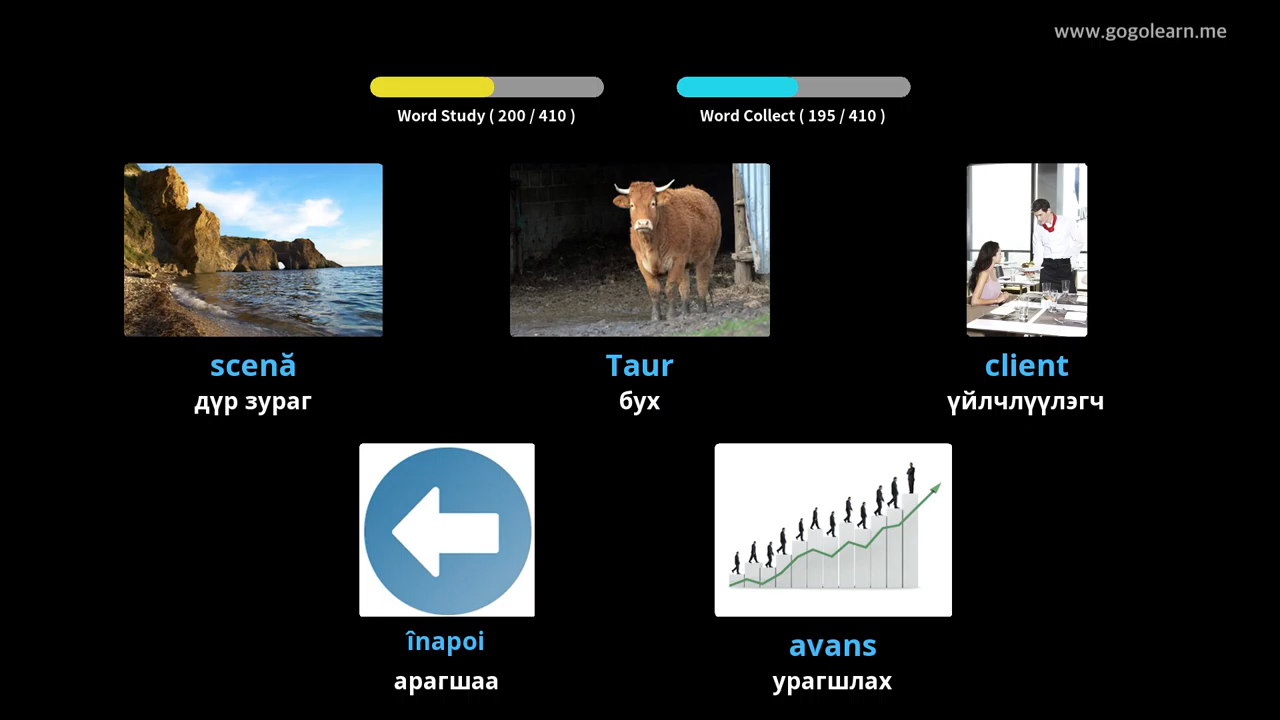 www.gogolearn.me
Word Study ( 200 / 410 )
Word Collect ( 195 / 410 )
scenă
дүр зураг
Taur
бух
client
үйлчлүүлэгч
înapoi
арагшаа
avans
урагшлах